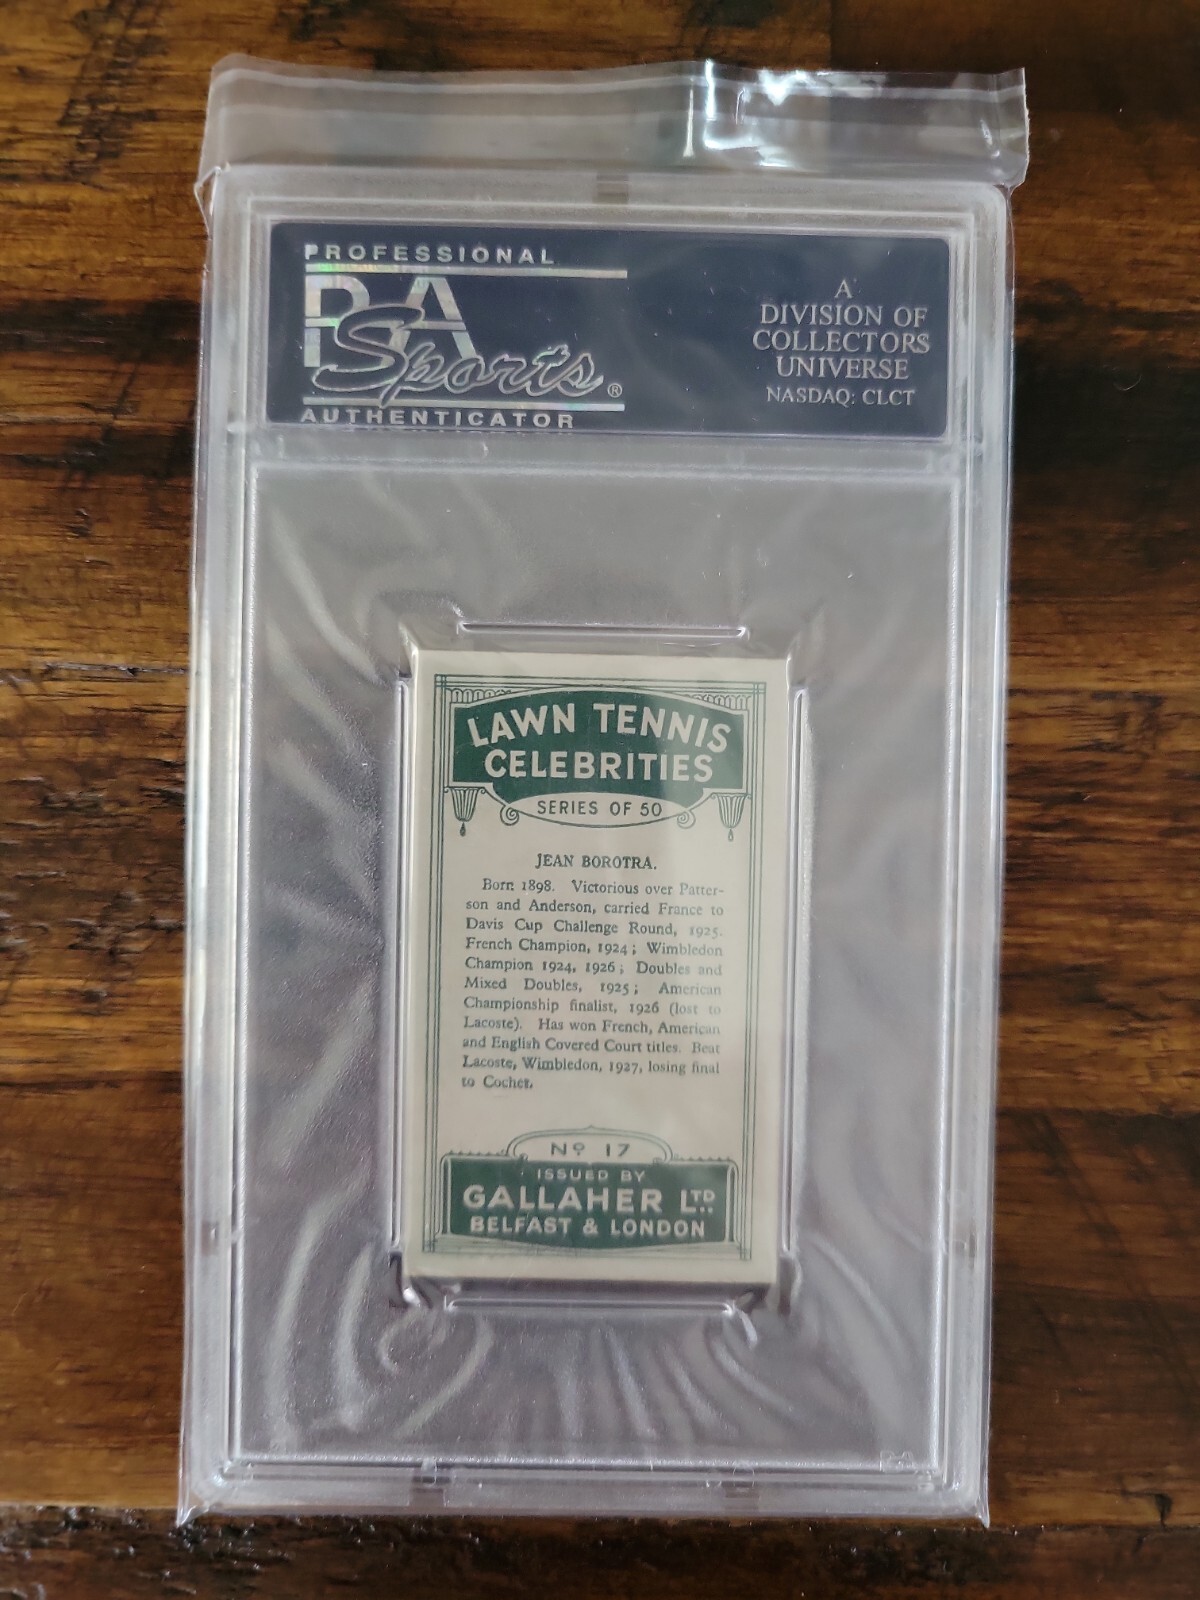 PROFESSIONAL
PSA
Sports®
AUTHENTICATOR
A
DIVISION OF
COLLECTORS
UNIVERSE
NASDAQ: CLCT
LAWN TENNIS
CELEBRITIES
SERIES OF 50
JEAN BOROTRA.
Born 1898. Victorious over Patter-
son and Anderson, carried France to
Davis Cup Challenge Round, 1925.
French Champion, 1924; Wimbledon
Champion 1924, 1926; Doubles and
Mixed Doubles, 1925; American
Championship finalist, 1926 (lost to
Lacoste). Has won French, American
and English Covered Court titles. Beat
Lacoste, Wimbledon, 1927, losing final
to Cochet.
Nº 17
ISSUED BY
GALLAHER LTD.
BELFAST & LONDON